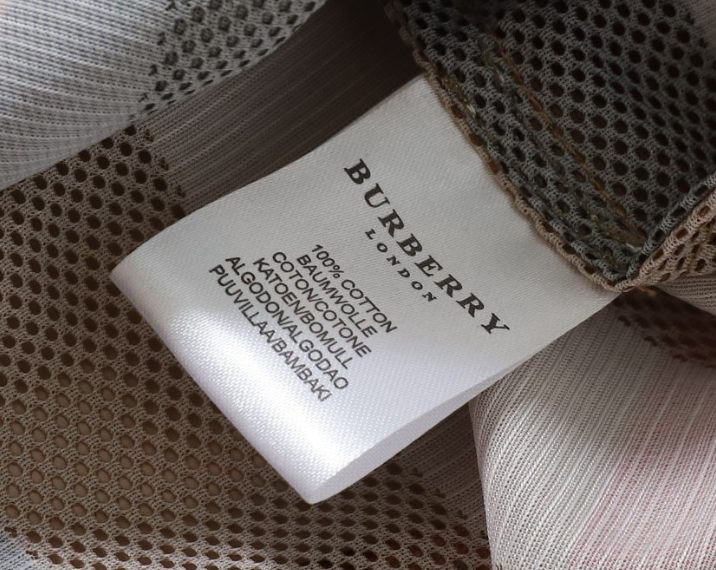 BURBERRY
LONDON
100% COTTON
BAUMWOLLE
COTON/COTONE
KATOEN/BOMULL
ALGODON/ALGODAO
PUUVILLAA/BAMBAKI